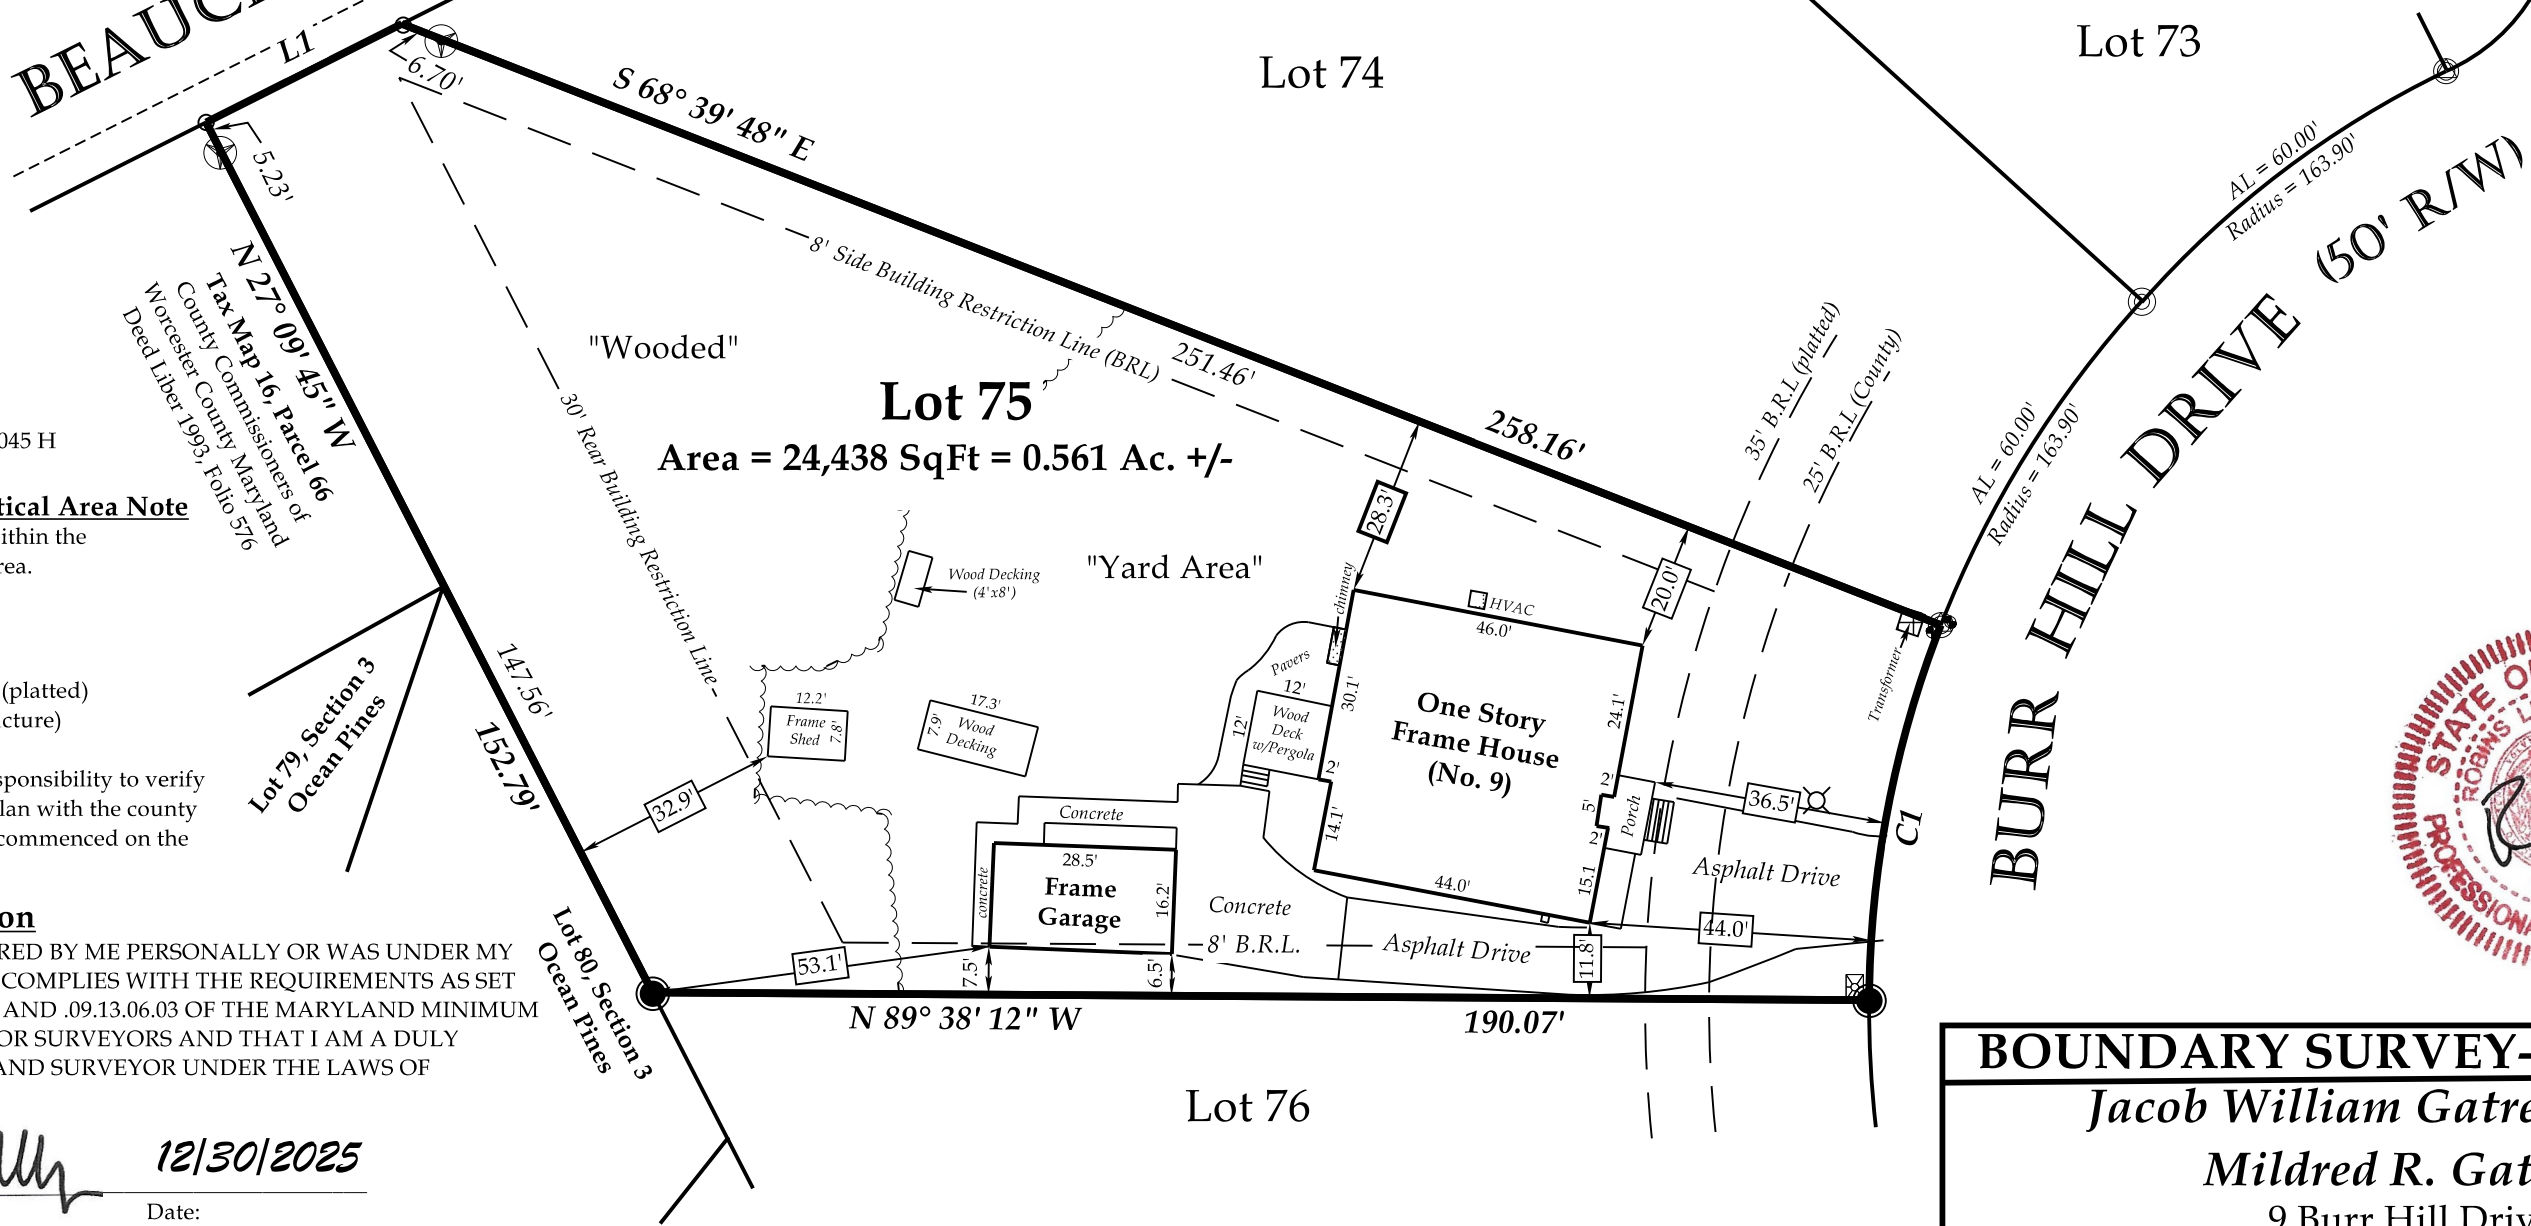 BEAUC
L1
6.70'
5.23'
S 68° 39' 48" E
Lot 74
Lot 73
AL = 60.00'
Radius = 163.90'
BURR HILL DRIVE (50' R/W)
AL = 60.00'
Radius = 163.90'
N 27° 09' 45" W
Tax Map 16, Parcel 66
County Commissioners of
Worcester County Maryland
Deed Liber 1993, Folio 576
8' Side Building Restriction Line (BRL)
251.46'
258.16'
35' B.R.L (platted)
25' B.R.L (County)
"Wooded"
Lot 75
Area = 24,438 SqFt = 0.561 Ac. +/-
30' Rear Building Restriction Line
045 H
tical Area Note
ithin the
rea.
"Yard Area"
Wood Decking
(4'x8')
28.3'
20.0'
chimney
HVAC
46.0'
Pavers
12'
12'
Wood
Deck
w/Pergola
30.1'
2'
14.1'
One Story
Frame House
(No. 9)
24.1'
2'
5'
2'
15.1
44.0'
Porch
36.5'
Transformer
C1
Asphalt Drive
44.0'
11.8'
147.56'
152.79'
Lot 79, Section 3
Ocean Pines
12.2'
Frame
Shed
7.8'
17.3'
7.9'
Wood
Decking
32.9'
Concrete
concrete
28.5'
Frame
Garage
16.2'
Concrete
8' B.R.L.
Asphalt Drive
53.1'
7.5'
6.5'
N 89° 38' 12" W
190.07'
Lot 80, Section 3
Ocean Pines
Lot 76
(platted)
cture)
sponsibility to verify
lan with the county
commenced on the
on
RED BY ME PERSONALLY OR WAS UNDER MY
COMPLIES WITH THE REQUIREMENTS AS SET
AND .09.13.06.03 OF THE MARYLAND MINIMUM
OR SURVEYORS AND THAT I AM A DULY
AND SURVEYOR UNDER THE LAWS OF
12/30/2025
Date:
STATE O
ROBINS
PROFESSIONA
BOUNDARY SURVEY-
Jacob William Gatre
Mildred R. Gat
9 Burr Hill Driv